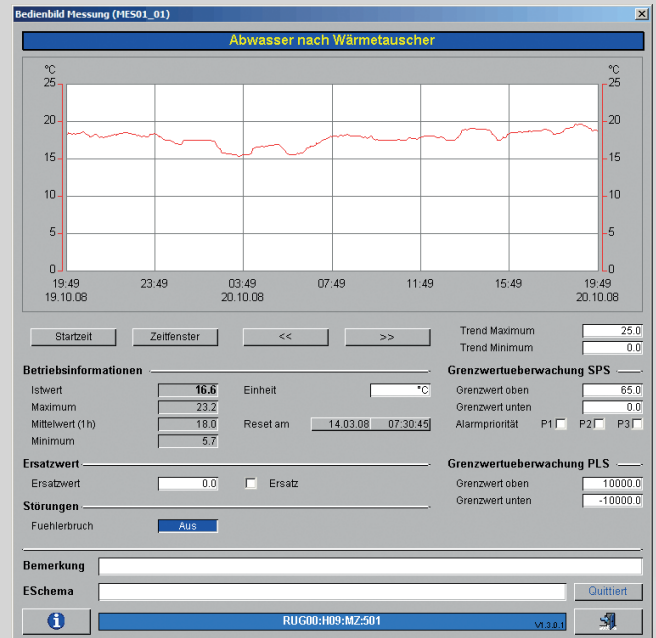 Bedienbild Messung (MES01_01)
Abwasser nach Wärmetauscher
°C °C
25 25
20 20
15 15
10 10
5 5
0 0
19:49 23:49 03:49 07:49 11:49 15:49 19:49
19.10.08 20.10.08 20.10.08
Startzeit Zeitfenster << >>
Trend Maximum 25.0
Trend Minimum 0.0
Betriebsinformationen
Istwert 16.6 Einheit °C
Maximum 23.2
Mittelwert (1h) 18.0 Reset am 14.03.08 07:30:45
Minimum 5.7
Grenzwertueberwachung SPS
Grenzwert oben 65.0
Grenzwert unten 0.0
Alarmpriorität P1 P2 P3
Ersatzwert
Ersatzwert 0.0 Ersatz
Grenzwertueberwachung PLS
Grenzwert oben 10000.0
Grenzwert unten -10000.0
Störungen
Fuehlerbruch Aus
Bemerkung
ESchema Quittiert
RUG00:H09:MZ:501 V1.3.0.1